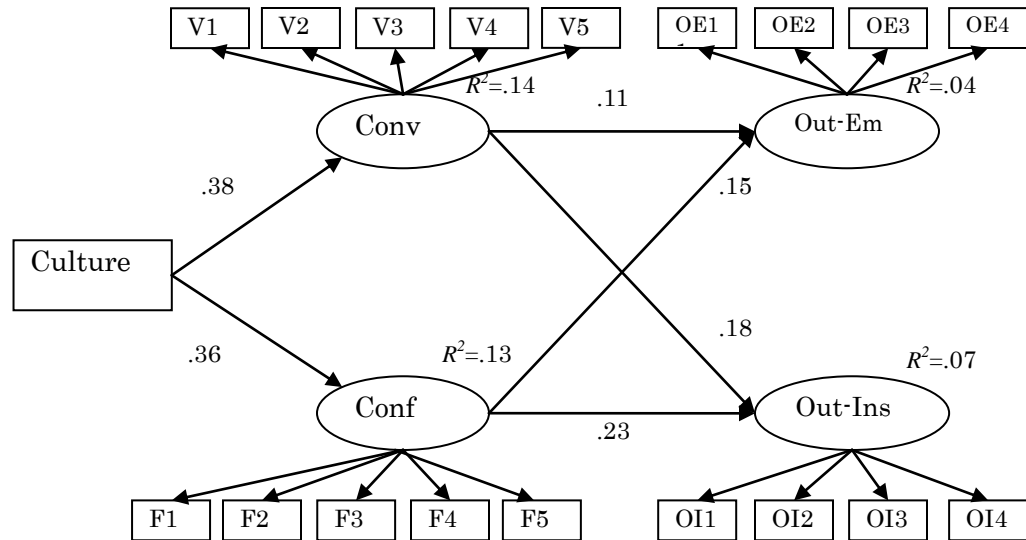 V1 V2 V3 V4 V5 OE1 OE2 OE3 OE4
R²=.14 R²=.04
.11
Conv Out-Em
.38 .15
Culture
.18
.36 R²=.13 R²=.07
Conf Out-Ins
.23
F1 F2 F3 F4 F5 OI1 OI2 OI3 OI4